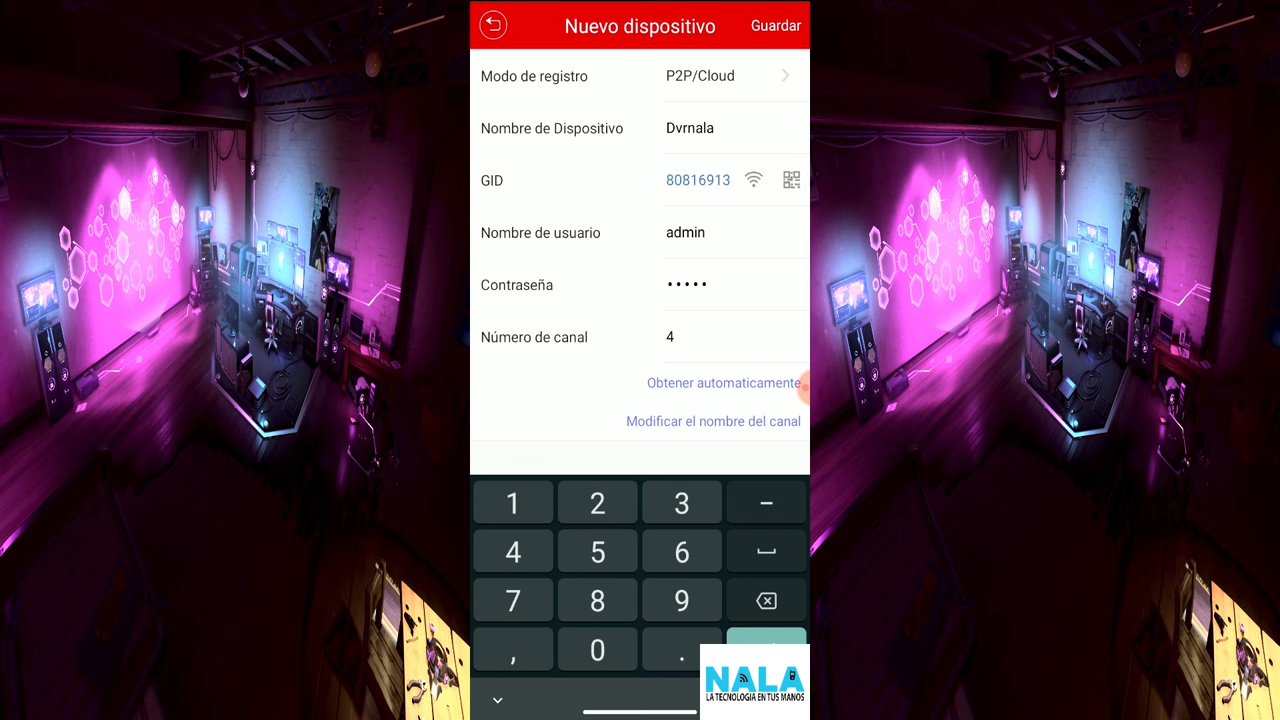 Nuevo dispositivo
Guardar
Modo de registro
P2P/Cloud
Nombre de Dispositivo
Dvrnala
GID
80816913
Nombre de usuario
admin
Contraseña
•••••
Número de canal
4
Obtener automaticamente
Modificar el nombre del canal
1 2 3 –
4 5 6
7 8 9
, 0 .
NALA
LA TECNOLOGIA EN TUS MANOS